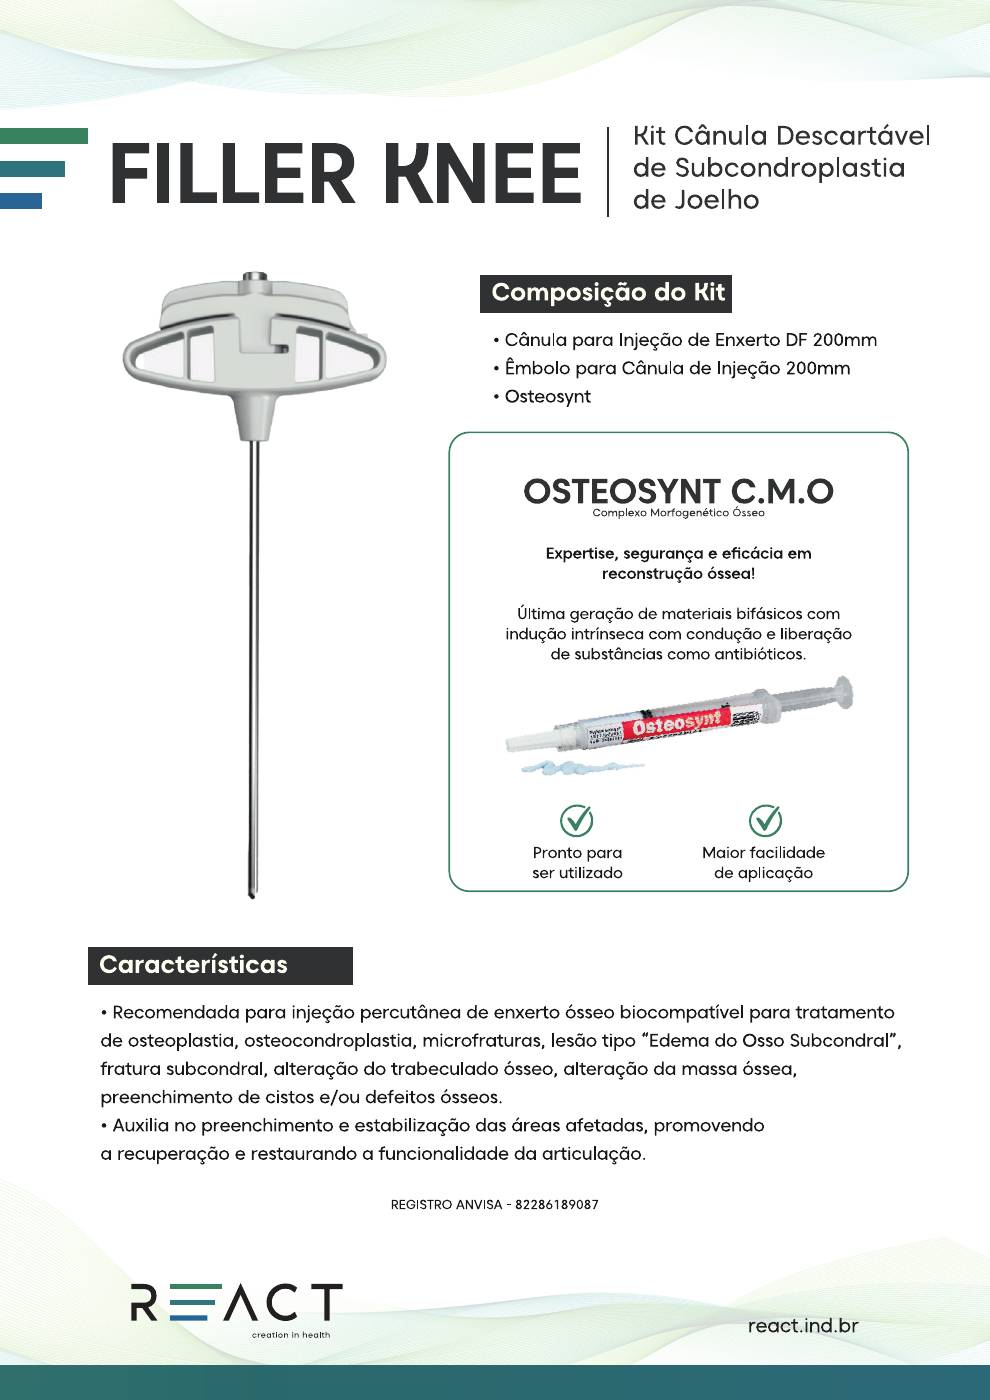 FILLER KNEE
Kit Cânula Descartável
de Subcondroplastia
de Joelho
Composição do Kit
• Cânula para Injeção de Enxerto DF 200mm
• Êmbolo para Cânula de Injeção 200mm
• Osteosynt
OSTEOSYNT C.M.O
Complexo Morfogenético Ósseo
Expertise, segurança e eficácia em
reconstrução óssea!
Última geração de materiais bifásicos com
indução intrínseca com condução e liberação
de substâncias como antibióticos.
Osteosynt
Pronto para
ser utilizado
Maior facilidade
de aplicação
Características
• Recomendada para injeção percutânea de enxerto ósseo biocompatível para tratamento
de osteoplastia, osteocondroplastia, microfraturas, lesão tipo “Edema do Osso Subcondral”,
fratura subcondral, alteração do trabeculado ósseo, alteração da massa óssea,
preenchimento de cistos e/ou defeitos ósseos.
• Auxilia no preenchimento e estabilização das áreas afetadas, promovendo
a recuperação e restaurando a funcionalidade da articulação.
REGISTRO ANVISA - 82286189087
REACT
creation in health
react.ind.br